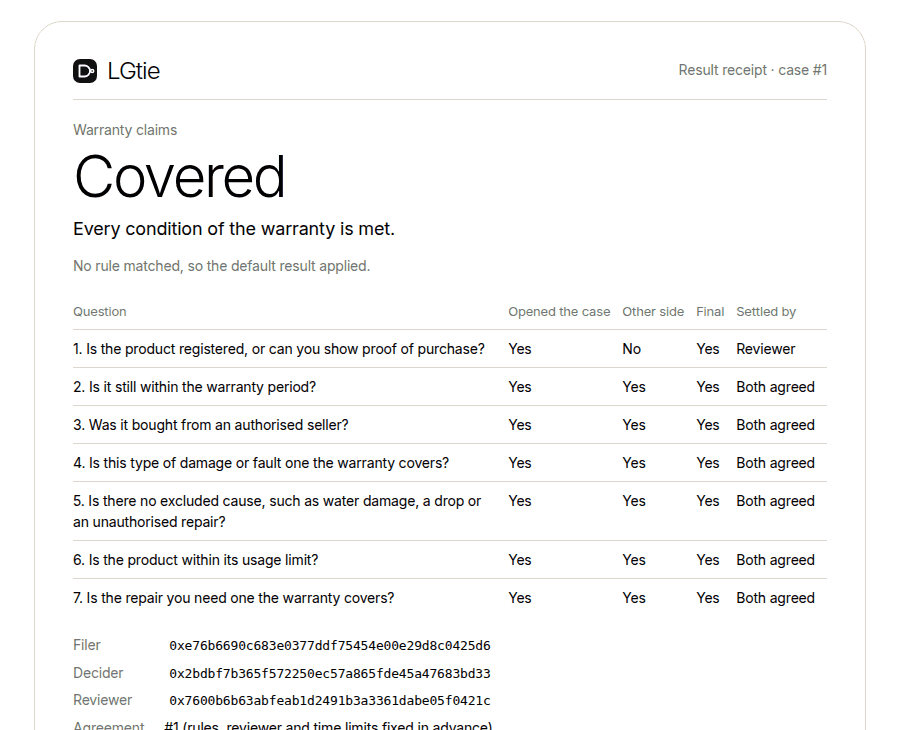 LGtie
Result receipt · case #1
Warranty claims
Covered
Every condition of the warranty is met.
No rule matched, so the default result applied.
Question Opened the case Other side Final Settled by
1. Is the product registered, or can you show proof of purchase? Yes No Yes Reviewer
2. Is it still within the warranty period? Yes Yes Yes Both agreed
3. Was it bought from an authorised seller? Yes Yes Yes Both agreed
4. Is this type of damage or fault one the warranty covers? Yes Yes Yes Both agreed
5. Is there no excluded cause, such as water damage, a drop or Yes Yes Yes Both agreed
an unauthorised repair?
6. Is the product within its usage limit? Yes Yes Yes Both agreed
7. Is the repair you need one the warranty covers? Yes Yes Yes Both agreed
Filer 0xe76b6690c683e0377ddf75454e00e29d8c0425d6
Decider 0x2bdbf7b365f572250ec57a865fde45a47683bd33
Reviewer 0x7600b6b63abfeab1d2491b3a3361dabe05f0421c
Agreement #1 (rules, reviewer and time limits fixed in advance)